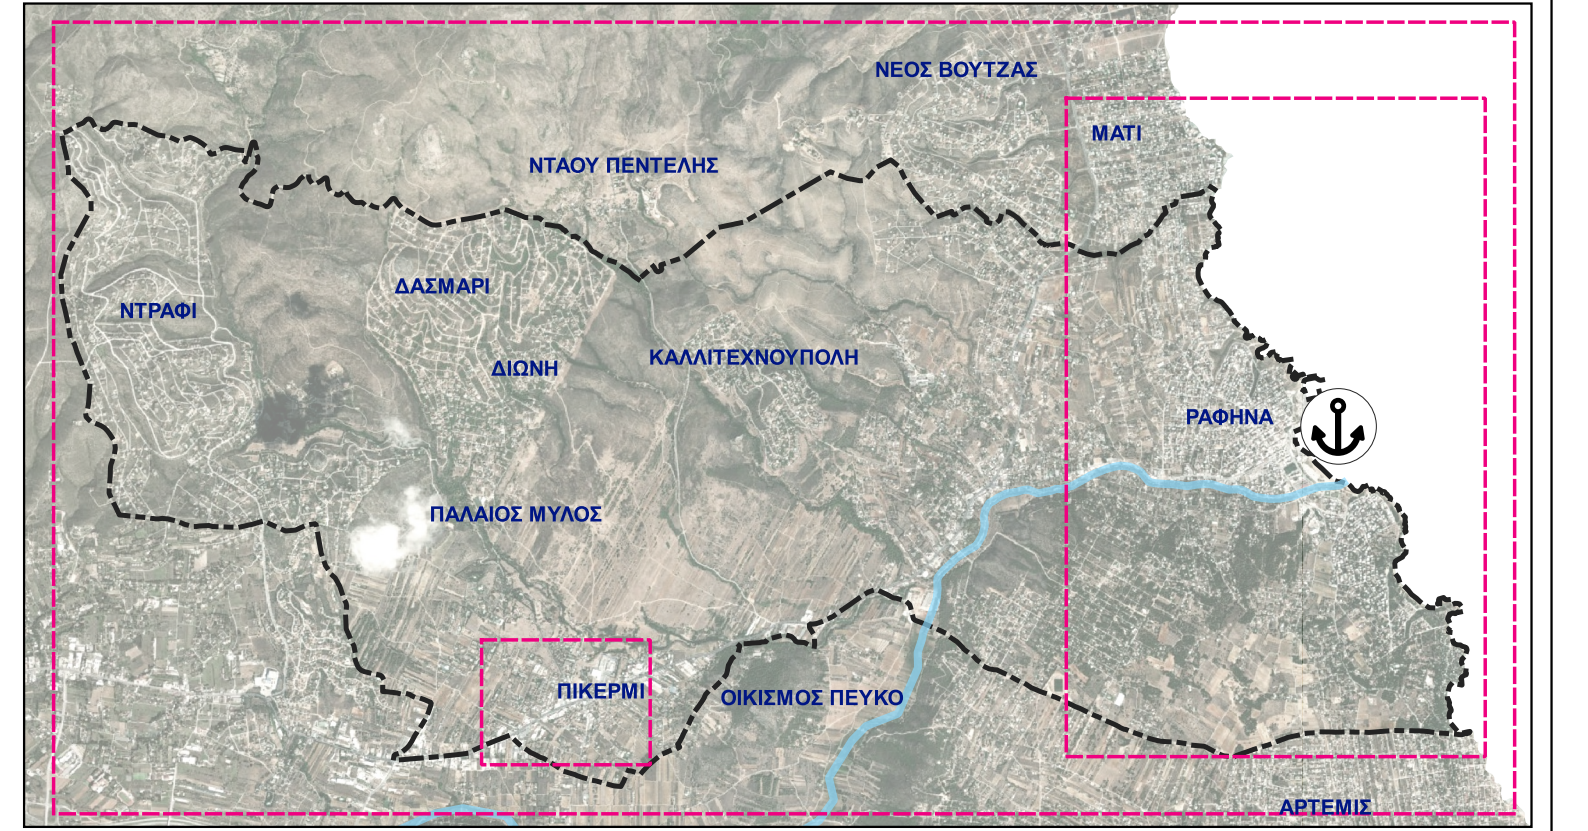 ΝΕΟΣ ΒΟΥΤΖΑΣ
ΜΑΤΙ
ΝΤΑΟΥ ΠΕΝΤΕΛΗΣ
ΔΑΣΜΑΡΙ
ΝΤΡΑΦΙ
ΚΑΛΛΙΤΕΧΝΟΥΠΟΛΗ
ΔΙΩΝΗ
ΡΑΦΗΝΑ
ΠΑΛΑΙΟΣ ΜΥΛΟΣ
ΠΙΚΕΡΜΙ
ΟΙΚΙΣΜΟΣ ΠΕΥΚΟ
ΑΡΤΕΜΙΣ